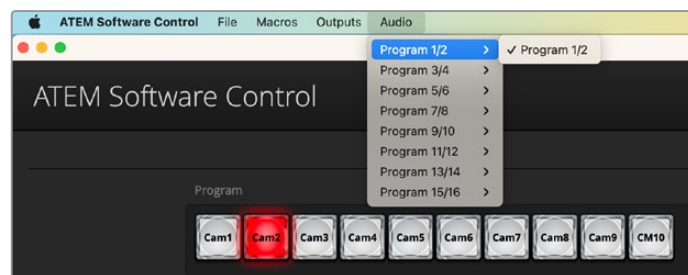 ATEM Software Control File Macros Outputs Audio
Program 1/2 > ✓ Program 1/2
Program 3/4 >
Program 5/6 >
Program 7/8 >
Program 9/10 >
Program 11/12 >
Program 13/14 >
Program 15/16 >
ATEM Software Control
Program
Cam1 Cam2 Cam3 Cam4 Cam5 Cam6 Cam7 Cam8 Cam9 CM10